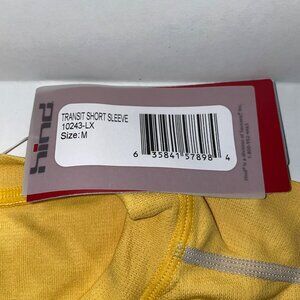 hind
TRANSIT SHORT SLEEVE
10243-LX
Size: M
6 35841 57898 4